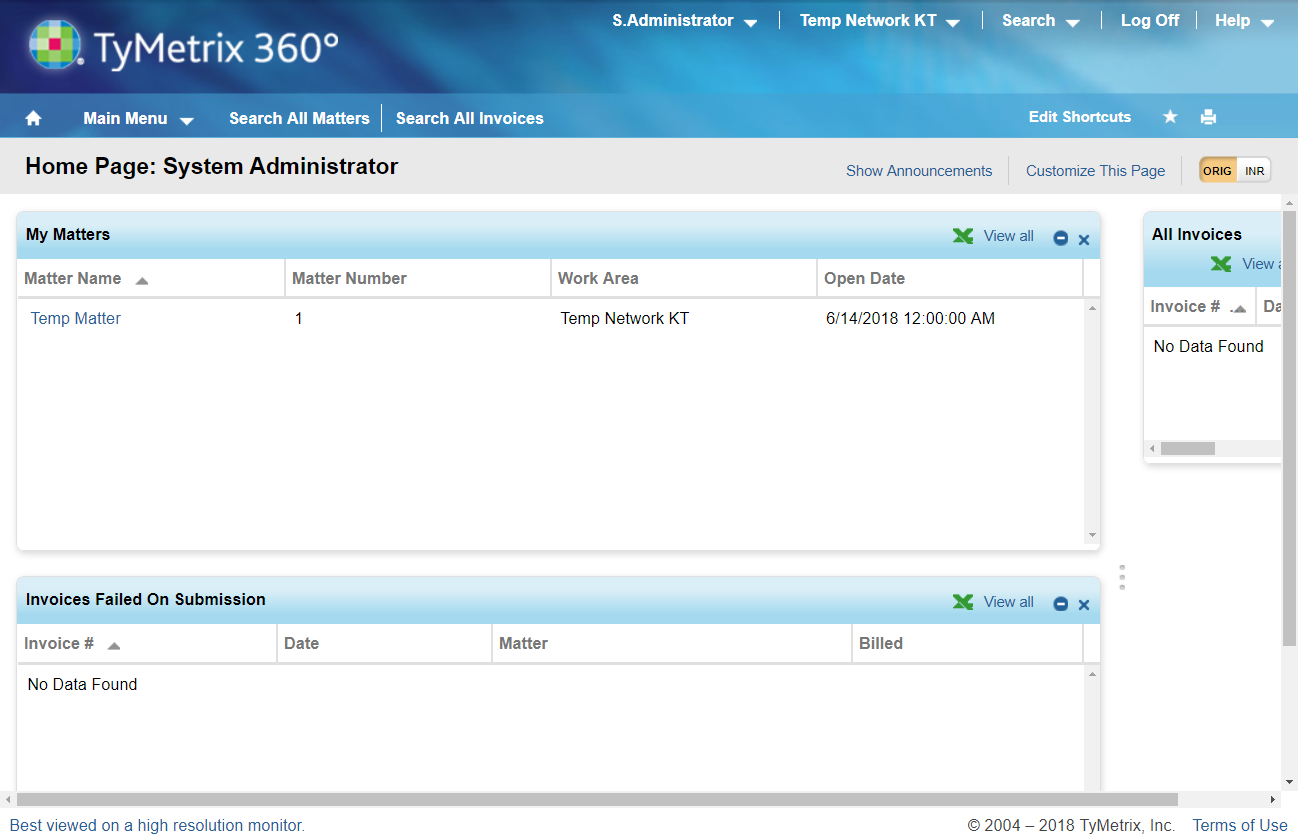 S.Administrator Temp Network KT Search Log Off Help
TyMetrix 360°
Main Menu Search All Matters Search All Invoices Edit Shortcuts
Home Page: System Administrator Show Announcements Customize This Page ORIG INR
My Matters View all
Matter Name Matter Number Work Area Open Date
Temp Matter 1 Temp Network KT 6/14/2018 12:00:00 AM
All Invoices
View
Invoice #
No Data Found
Invoices Failed On Submission View all
Invoice # Date Matter Billed
No Data Found
Best viewed on a high resolution monitor. © 2004 – 2018 TyMetrix, Inc. Terms of Use